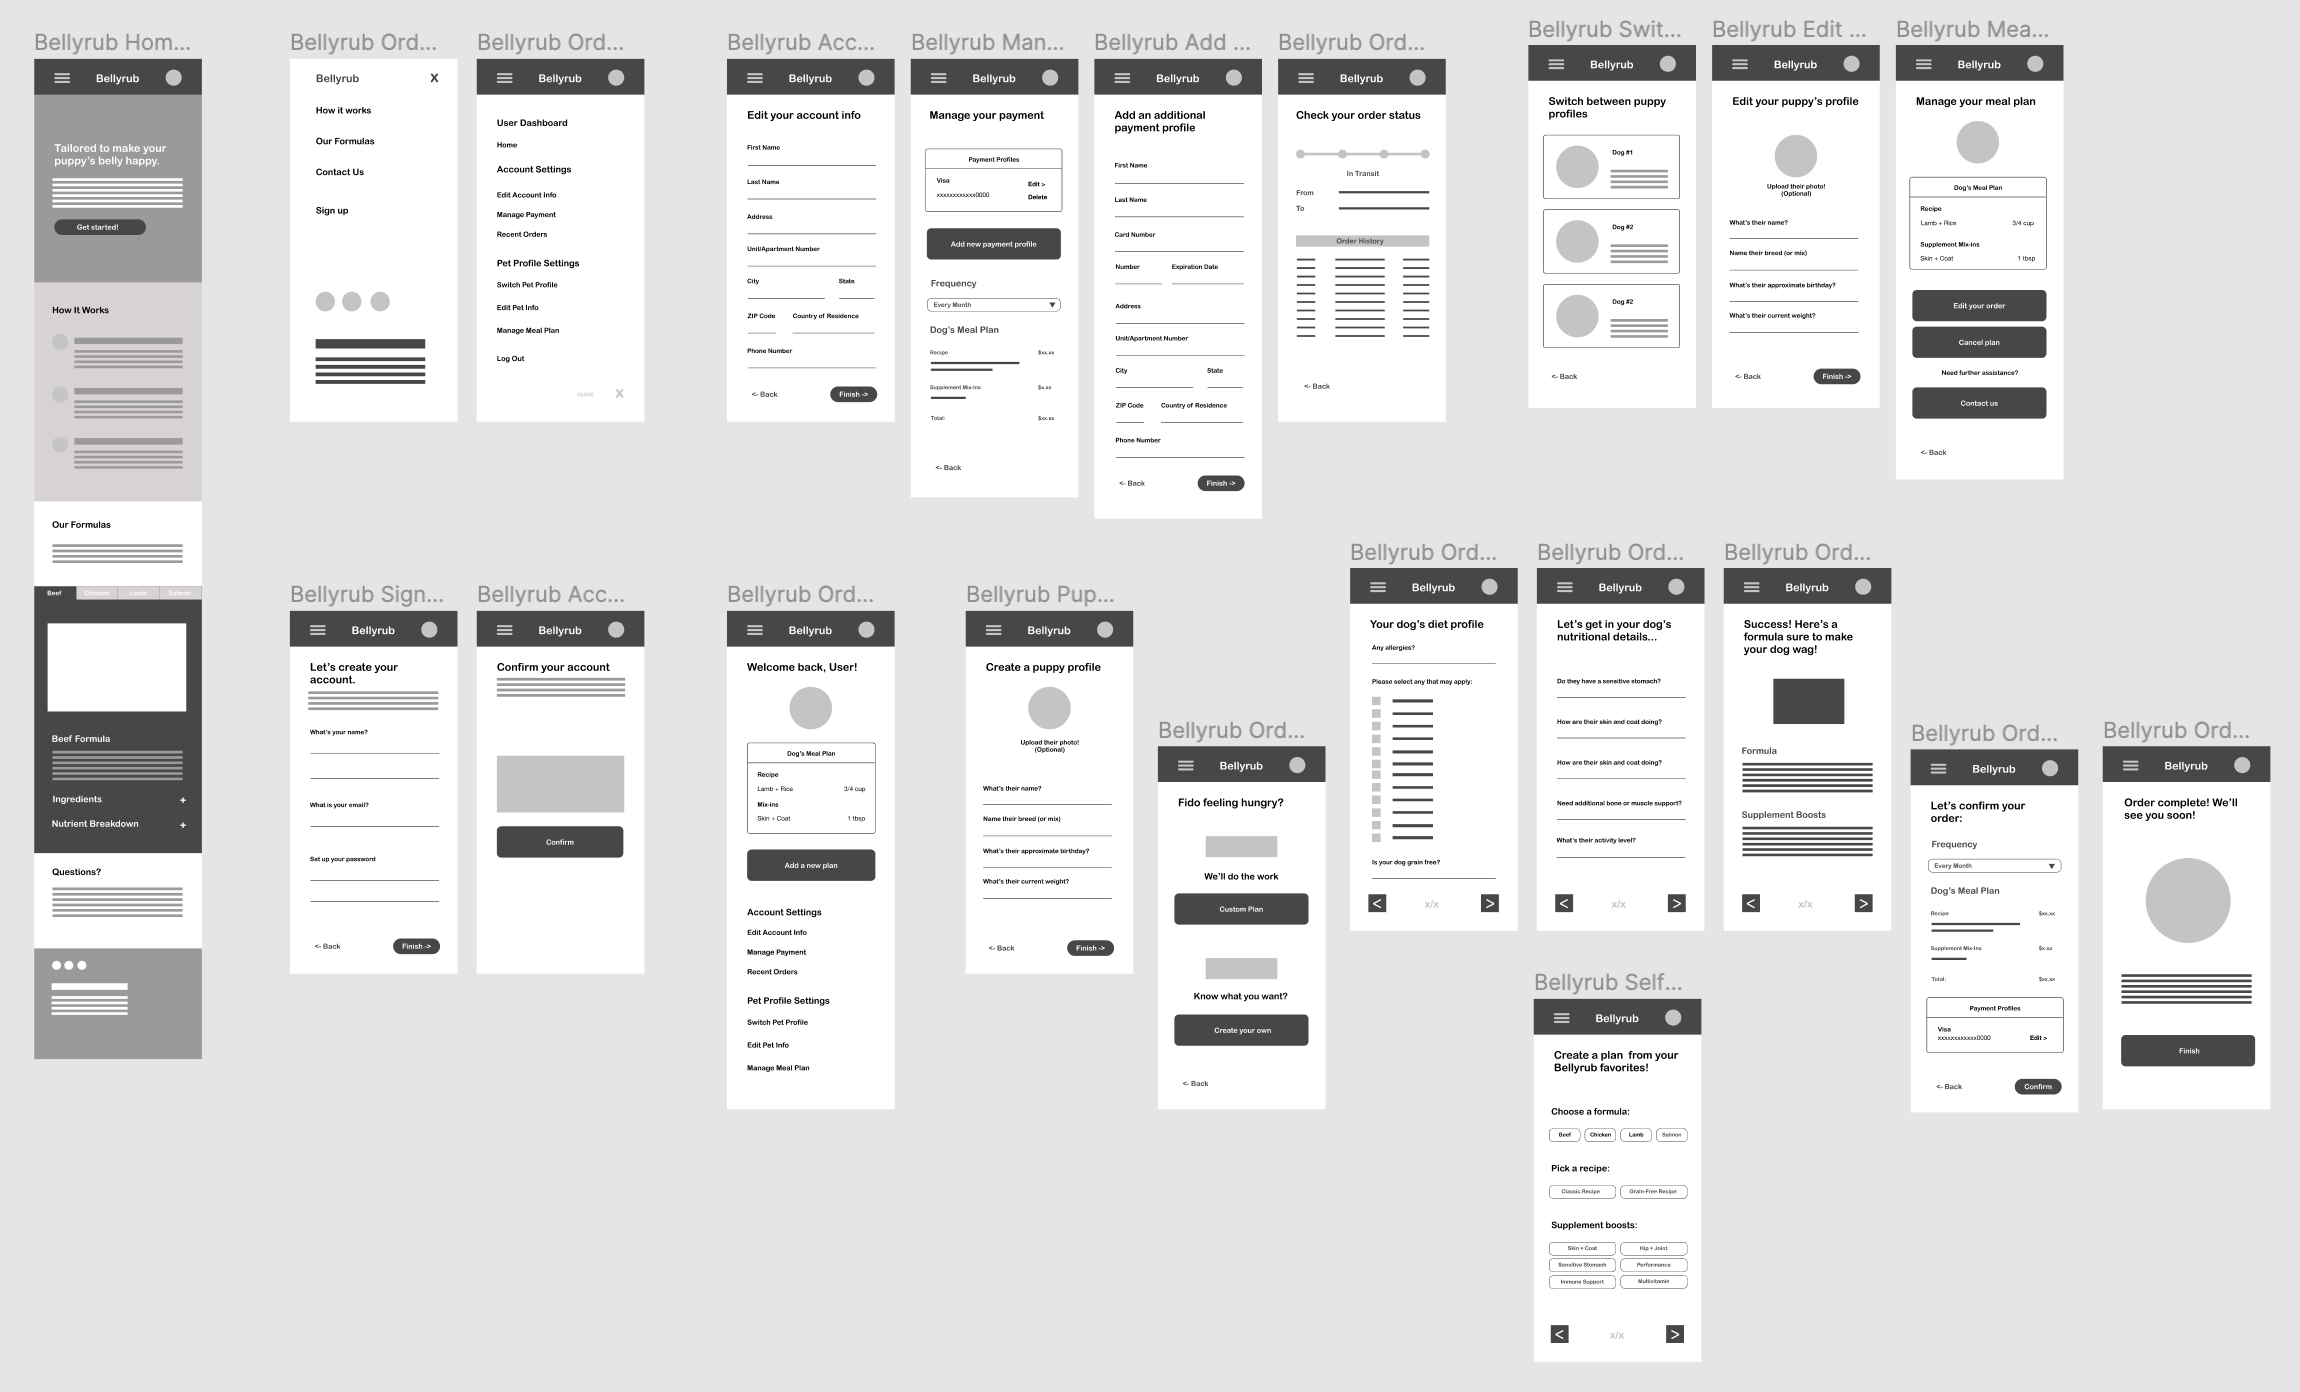 Bellyrub Hom...
Bellyrub
Tailored to make your
puppy's belly happy.
Get started!
How It Works
Our Formulas
Beef
Chicken
Lamb
Salmon
Beef Formula
Ingredients +
Nutrient Breakdown +
Questions?
Bellyrub Ord...
Bellyrub X
How it works
Our Formulas
Contact Us
Sign up
Bellyrub Ord...
Bellyrub
User Dashboard
Home
Account Settings
Edit Account Info
Manage Payment
Recent Orders
Pet Profile Settings
Switch Pet Profile
Edit Pet Info
Manage Meal Plan
Log Out
CLOSE X
Bellyrub Acc...
Bellyrub
Edit your account info
First Name
Last Name
Address
Unit/Apartment Number
City State
ZIP Code Country of Residence
Phone Number
<- Back Finish ->
Bellyrub Man...
Bellyrub
Manage your payment
Payment Profiles
Visa
Edit >
xxxxxxxxxxxx0000
Delete
Add new payment profile
Frequency
Every Month
Dog's Meal Plan
Recipe $xx.xx
Supplement Mix-Ins $x.xx
Total: $xx.xx
<- Back
Bellyrub Add ...
Bellyrub
Add an additional
payment profile
First Name
Last Name
Card Number
Number Expiration Date
Address
Unit/Apartment Number
City State
ZIP Code Country of Residence
Phone Number
<- Back Finish ->
Bellyrub Ord...
Bellyrub
Check your order status
In Transit
From
To
Order History
<- Back
Bellyrub Swit...
Bellyrub
Switch between puppy
profiles
Dog #1
Dog #2
Dog #2
<- Back
Bellyrub Edit ...
Bellyrub
Edit your puppy's profile
Upload their photo!
(Optional)
What's their name?
Name their breed (or mix)
What's their approximate birthday?
What's their current weight?
<- Back Finish ->
Bellyrub Mea...
Bellyrub
Manage your meal plan
Dog's Meal Plan
Recipe
Lamb + Rice 3/4 cup
Supplement Mix-ins
Skin + Coat 1 tbsp
Edit your order
Cancel plan
Need further assistance?
Contact us
<- Back
Bellyrub Sign...
Bellyrub
Let's create your
account.
What's your name?
What is your email?
Set up your password
<- Back Finish ->
Bellyrub Acc...
Bellyrub
Confirm your account
Confirm
Bellyrub Ord...
Bellyrub
Welcome back, User!
Dog's Meal Plan
Recipe
Lamb + Rice 3/4 cup
Mix-ins
Skin + Coat 1 tbsp
Add a new plan
Account Settings
Edit Account Info
Manage Payment
Recent Orders
Pet Profile Settings
Switch Pet Profile
Edit Pet Info
Manage Meal Plan
Bellyrub Pup...
Bellyrub
Create a puppy profile
Upload their photo!
(Optional)
What's their name?
Name their breed (or mix)
What's their approximate birthday?
What's their current weight?
<- Back Finish ->
Bellyrub Ord...
Bellyrub
Fido feeling hungry?
We'll do the work
Custom Plan
Know what you want?
Create your own
<- Back
Bellyrub Ord...
Bellyrub
Your dog's diet profile
Any allergies?
Please select any that may apply:
Is your dog grain free?
< x/x >
Bellyrub Ord...
Bellyrub
Let's get in your dog's
nutritional details...
Do they have a sensitive stomach?
How are their skin and coat doing?
How are their skin and coat doing?
Need additional bone or muscle support?
What's their activity level?
< x/x >
Bellyrub Ord...
Bellyrub
Success! Here's a
formula sure to make
your dog wag!
Formula
Supplement Boosts
< x/x >
Bellyrub Self...
Bellyrub
Create a plan from your
Bellyrub favorites!
Choose a formula:
Beef Chicken Lamb Salmon
Pick a recipe:
Classic Recipe Grain-Free Recipe
Supplement boosts:
Skin + Coat Hip + Joint
Sensitive Stomach Performance
Immune Support Multivitamin
< x/x >
Bellyrub Ord...
Bellyrub
Let's confirm your
order:
Frequency
Every Month
Dog's Meal Plan
Recipe $xx.xx
Supplement Mix-Ins $x.xx
Total: $xx.xx
Payment Profiles
Visa
xxxxxxxxxxxx0000 Edit >
<- Back Confirm
Bellyrub Ord...
Bellyrub
Order complete! We'll
see you soon!
Finish